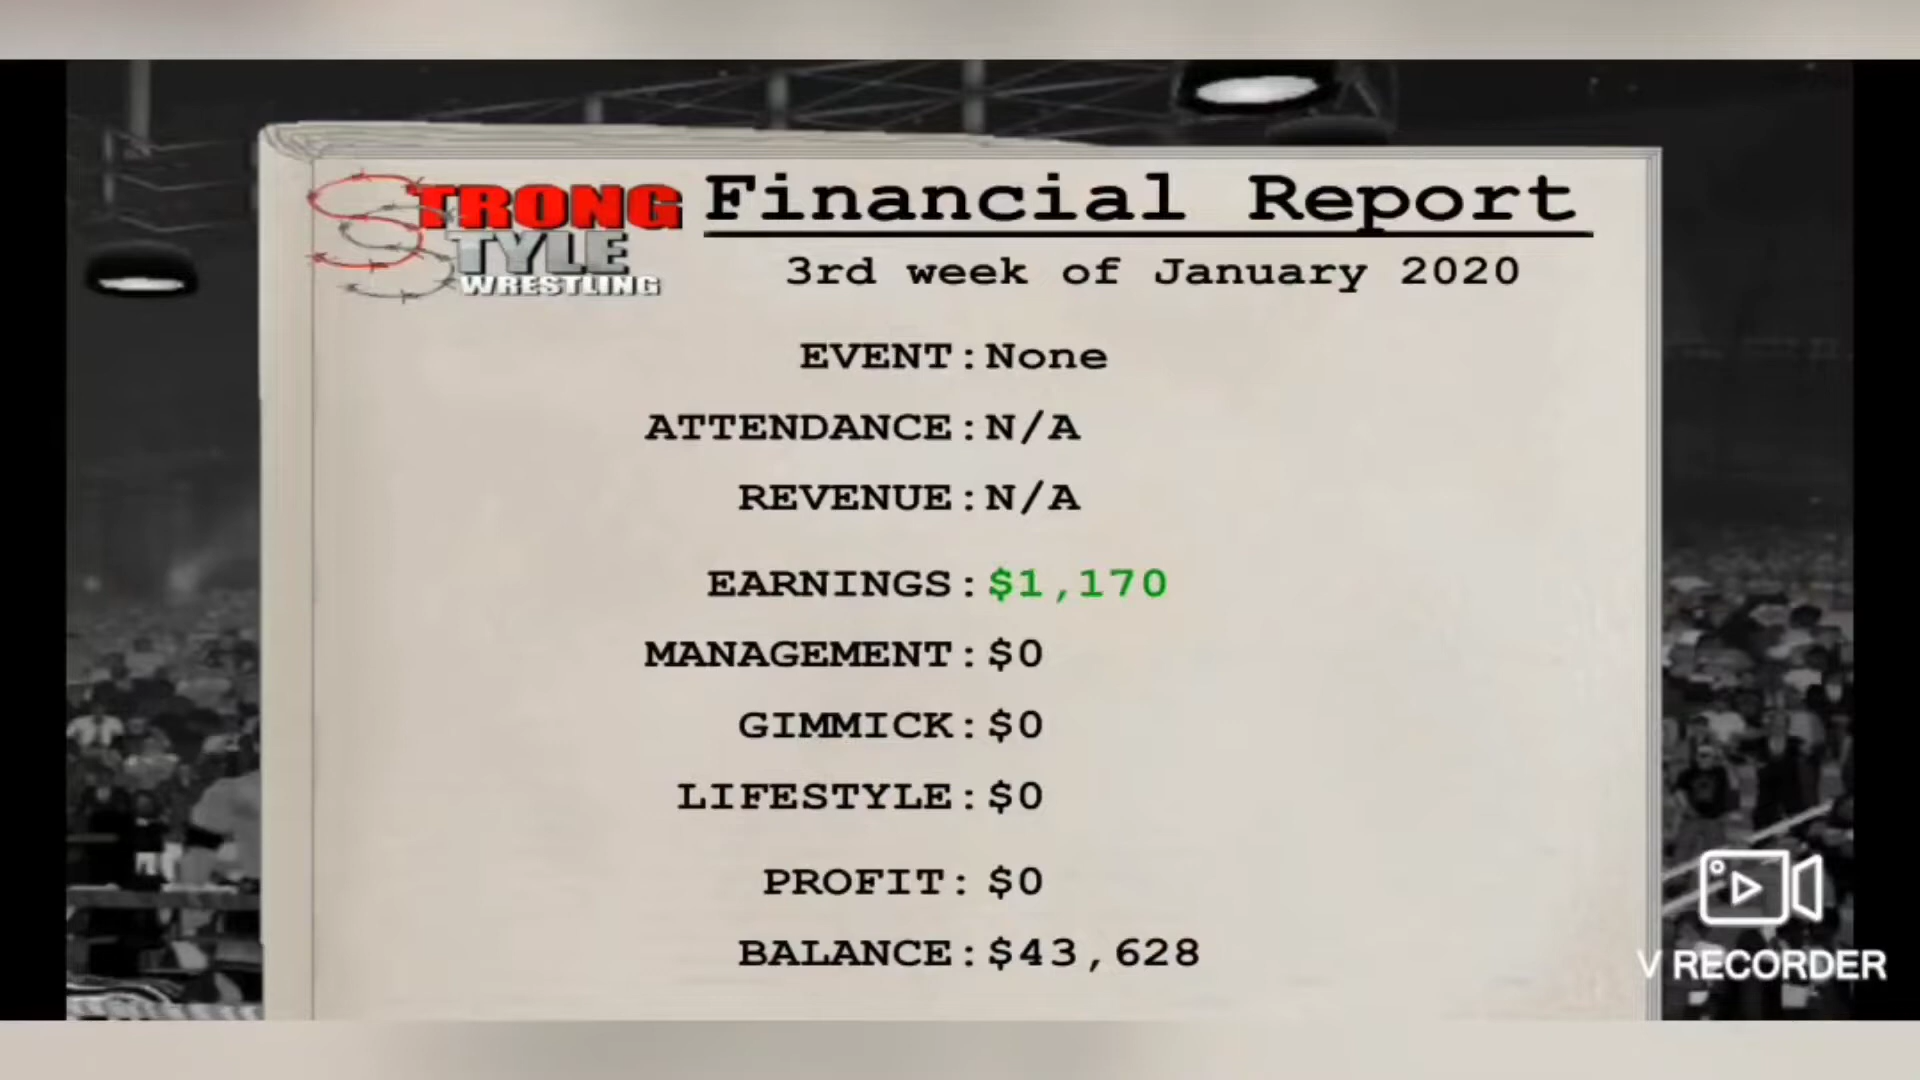 STRONG
STYLE
WRESTLING
Financial Report
3rd week of January 2020
EVENT: None
ATTENDANCE: N/A
REVENUE: N/A
EARNINGS: $1,170
MANAGEMENT: $0
GIMMICK: $0
LIFESTYLE: $0
PROFIT: $0
BALANCE: $43,628
V RECORDER